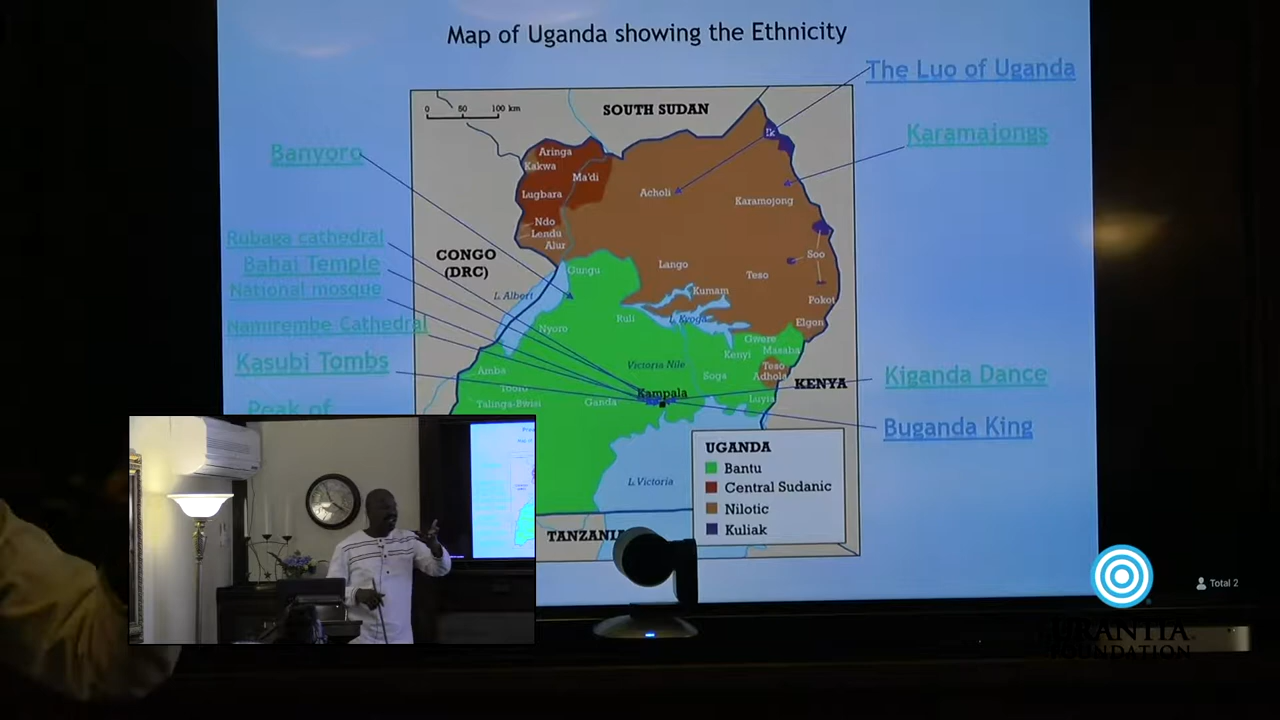 Map of Uganda showing the Ethnicity
The Luo of Uganda
Karamajongs
Banyoro
Rubaga cathedral
Bahai Temple
National mosque
Namirembe Cathedral
Kasubi Tombs
Peak of
Kiganda Dance
Buganda King
0 50 100 km
SOUTH SUDAN
Ik
Aringa
Kakwa
Ma'di
Lugbara
Acholi
Karamojong
Ndo
Lendu
Alur
CONGO
(DRC)
Soo
Gungu
Lango
Teso
L. Albert
Kumam
Pokot
Ruli
L. Kyoga
Elgon
Nyoro
Gwere
Masaba
Kenyi
Victoria Nile
Teso
Amba
Soga
Adhola
KENYA
Tooro
Kampala
Talinga-Bwisi
Ganda
Luyia
UGANDA
Bantu
Central Sudanic
Nilotic
Kuliak
L. Victoria
TANZANIA
Total 2
URANTIA
FOUNDATION